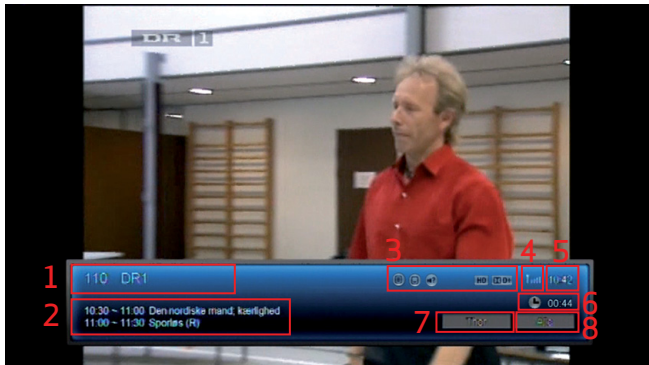 DR 1
3 4 5
1 110 DR1 HD DD D+ 10:42
2 10:30 ~ 11:00 Den nordiske mand; kærlighed
11:00 ~ 11:30 Sporløs (R)
00:44 6
7 8